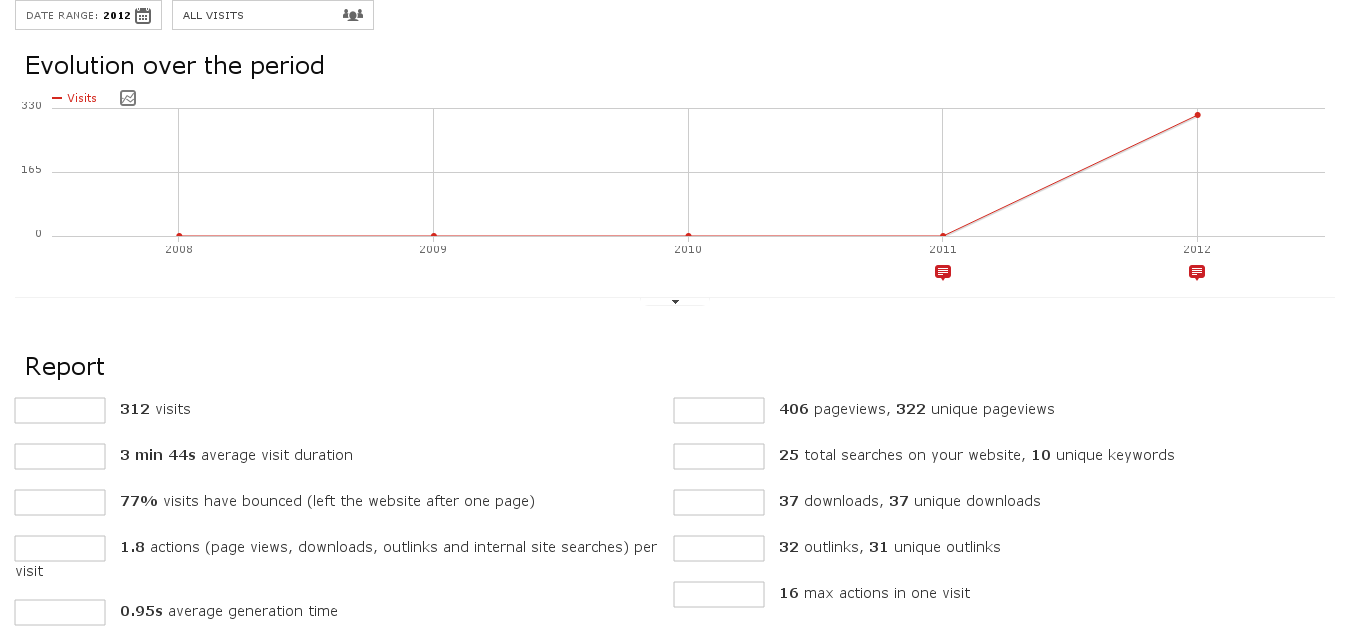 DATE RANGE: 2012
ALL VISITS
Evolution over the period
Visits
330
165
0
2008 2009 2010 2011 2012
Report
312 visits
3 min 44s average visit duration
77% visits have bounced (left the website after one page)
1.8 actions (page views, downloads, outlinks and internal site searches) per
visit
0.95s average generation time
406 pageviews, 322 unique pageviews
25 total searches on your website, 10 unique keywords
37 downloads, 37 unique downloads
32 outlinks, 31 unique outlinks
16 max actions in one visit